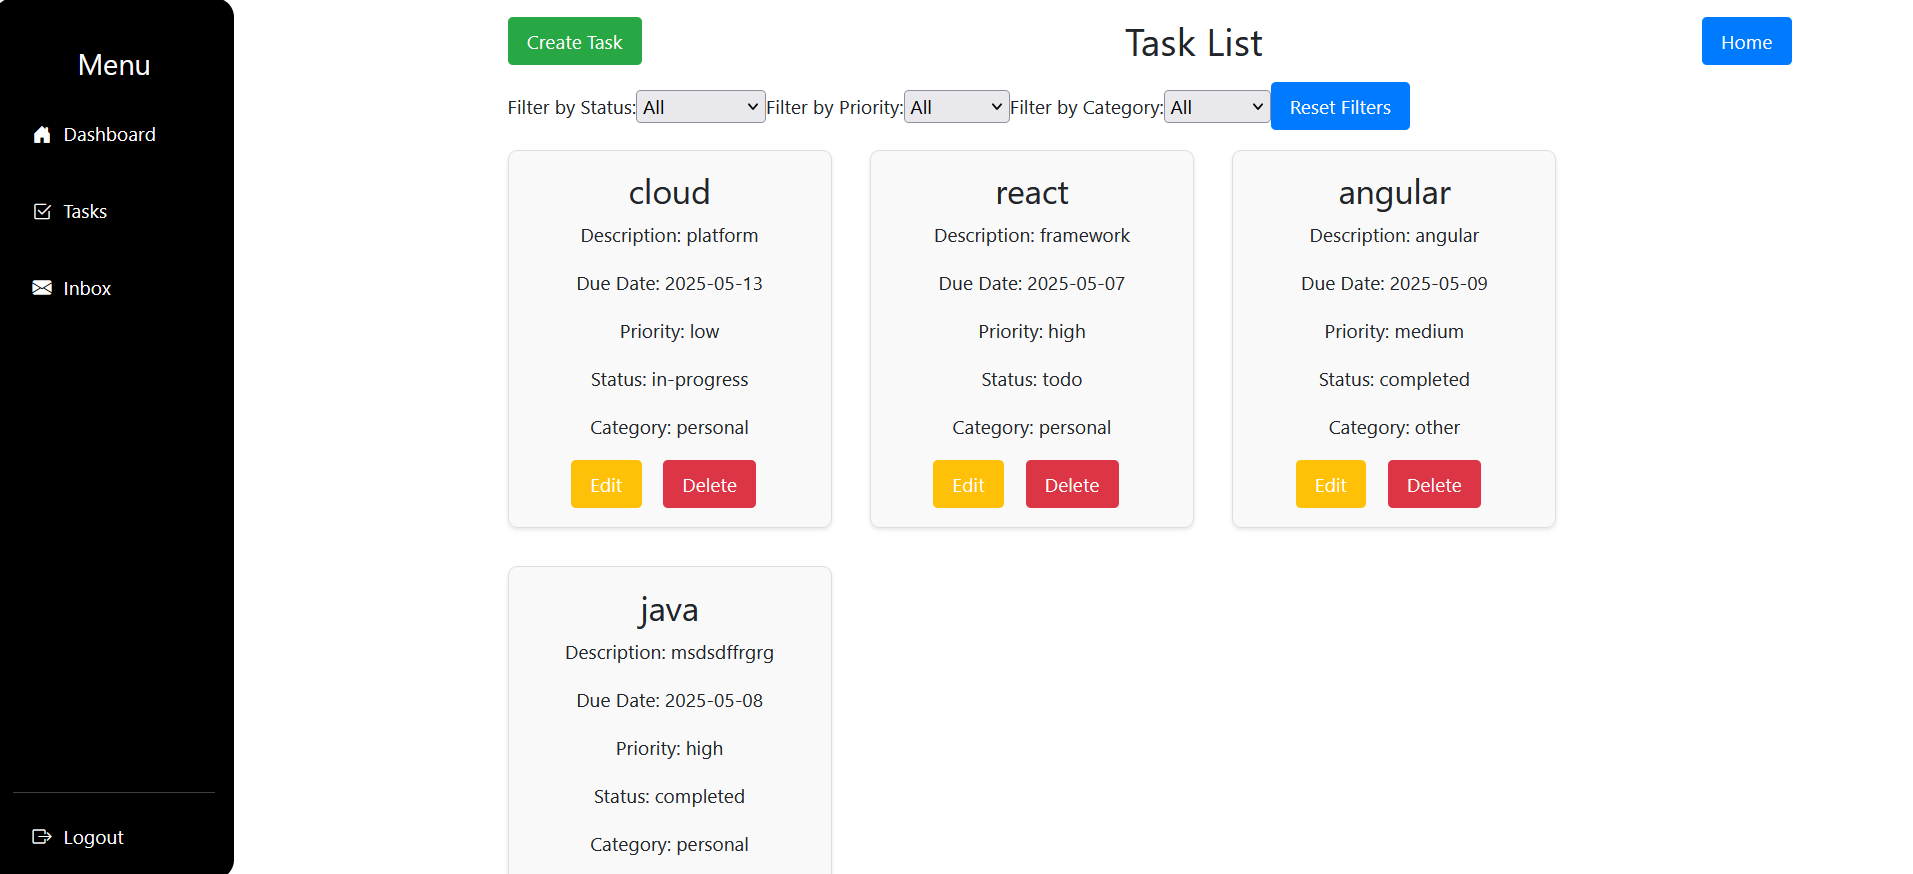 Menu
Dashboard
Tasks
Inbox
Logout
Create Task
Task List
Home
Filter by Status: All Filter by Priority: All Filter by Category: All Reset Filters
cloud
Description: platform
Due Date: 2025-05-13
Priority: low
Status: in-progress
Category: personal
Edit Delete
react
Description: framework
Due Date: 2025-05-07
Priority: high
Status: todo
Category: personal
Edit Delete
angular
Description: angular
Due Date: 2025-05-09
Priority: medium
Status: completed
Category: other
Edit Delete
java
Description: msdsdffrgrg
Due Date: 2025-05-08
Priority: high
Status: completed
Category: personal